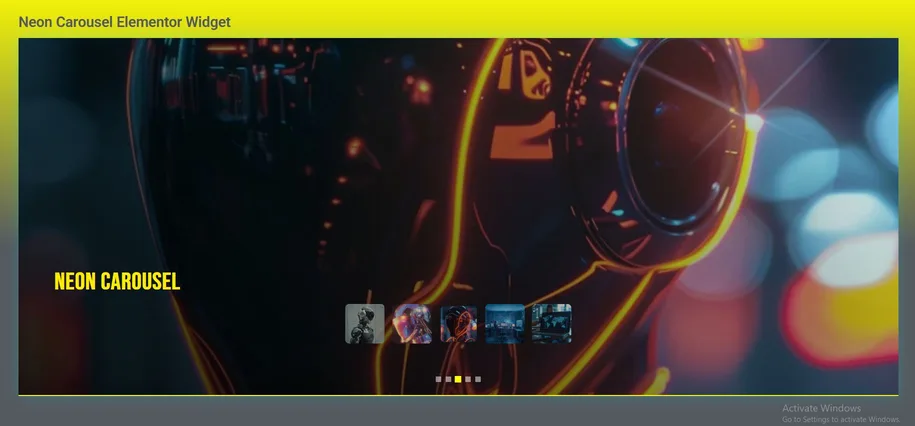 Neon Carousel Elementor Widget
NEON CAROUSEL
Activate Windows
Go to Settings to activate Windows.